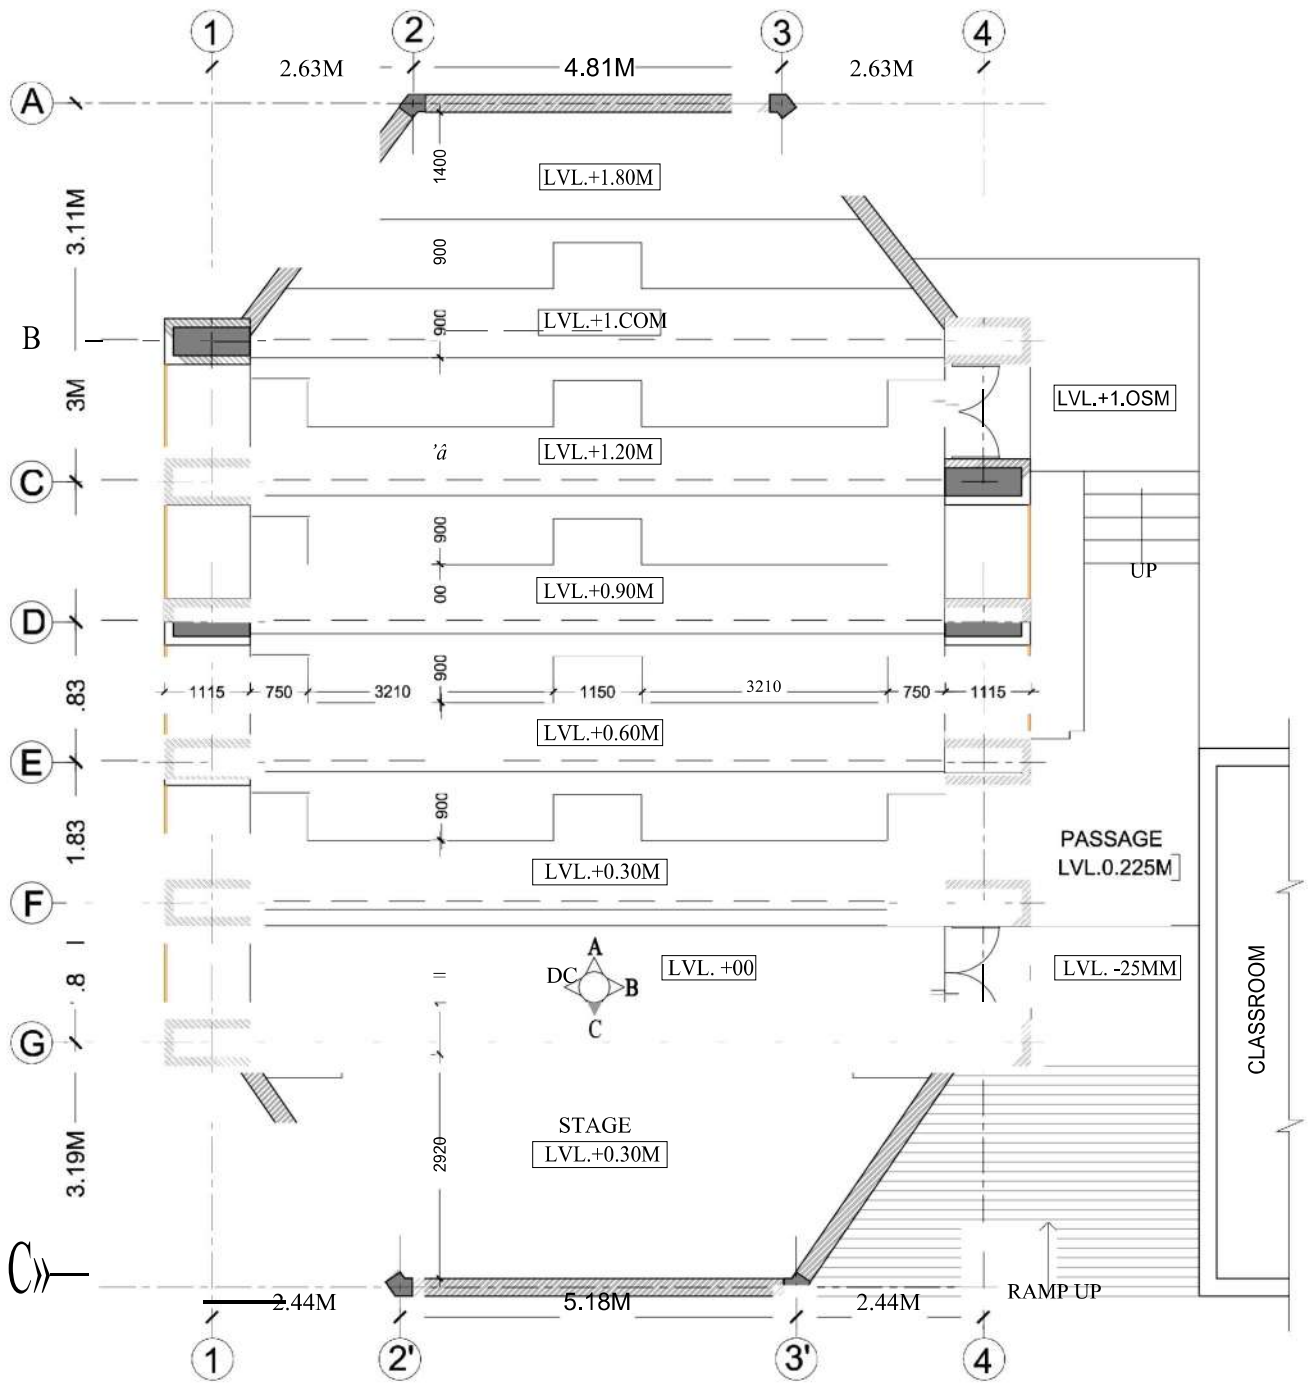 1 2 3 4
2.63M 4.81M 2.63M
A
1400
LVL.+1.80M
3.11M
900
LVL.+1.COM
900
B
3M
LVL.+1.OSM
'â
LVL.+1.20M
C
900
UP
00
LVL.+0.90M
D
.83
900
1115 750 3210 1150 3210 750 1115
LVL.+0.60M
E
1.83
900
PASSAGE
LVL.0.225M
LVL.+0.30M
F
A
DC B
C
LVL. +00
LVL. -25MM
.8
CLASSROOM
G
STAGE
LVL.+0.30M
2920
3.19M
C»
RAMP UP
2.44M 5.18M 2.44M
1 2' 3' 4